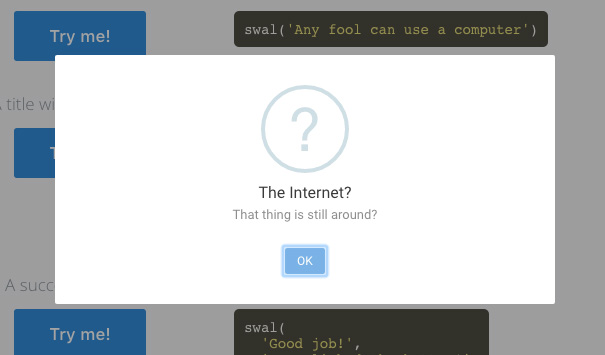 Try me!
swal('Any fool can use a computer')
A title wi
?
The Internet?
That thing is still around?
OK
A succ
Try me!
swal(
'Good job!',